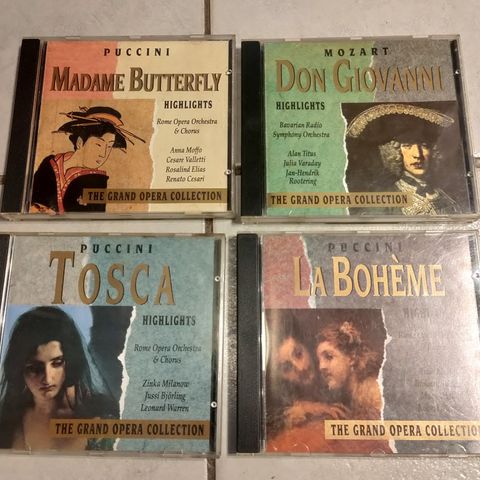 PUCCINI
MADAME BUTTERFLY
HIGHLIGHTS
Rome Opera Orchestra
& Chorus
Anna Moffo
Cesare Valletti
Rosalind Elias
Renato Cesari
THE GRAND OPERA COLLECTION
MOZART
DON GIOVANNI
HIGHLIGHTS
Bavarian Radio
Symphony Orchestra
Alan Titus
Julia Varaday
Jan-Hendrik
Rootering
THE GRAND OPERA COLLECTION
PUCCINI
TOSCA
HIGHLIGHTS
Rome Opera Orchestra
& Chorus
Zinka Milanow
Jussi Björling
Leonard Warren
THE GRAND OPERA COLLECTION
PUCCINI
LA BOHÈME
THE GRAND OPERA COLLECTION